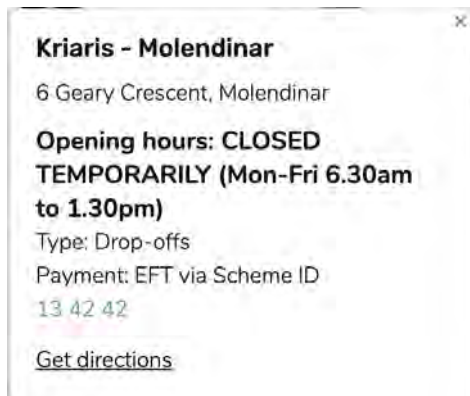 Kriaris - Molendinar
6 Geary Crescent, Molendinar
Opening hours: CLOSED
TEMPORARILY (Mon-Fri 6.30am
to 1.30pm)
Type: Drop-offs
Payment: EFT via Scheme ID
13 42 42
Get directions